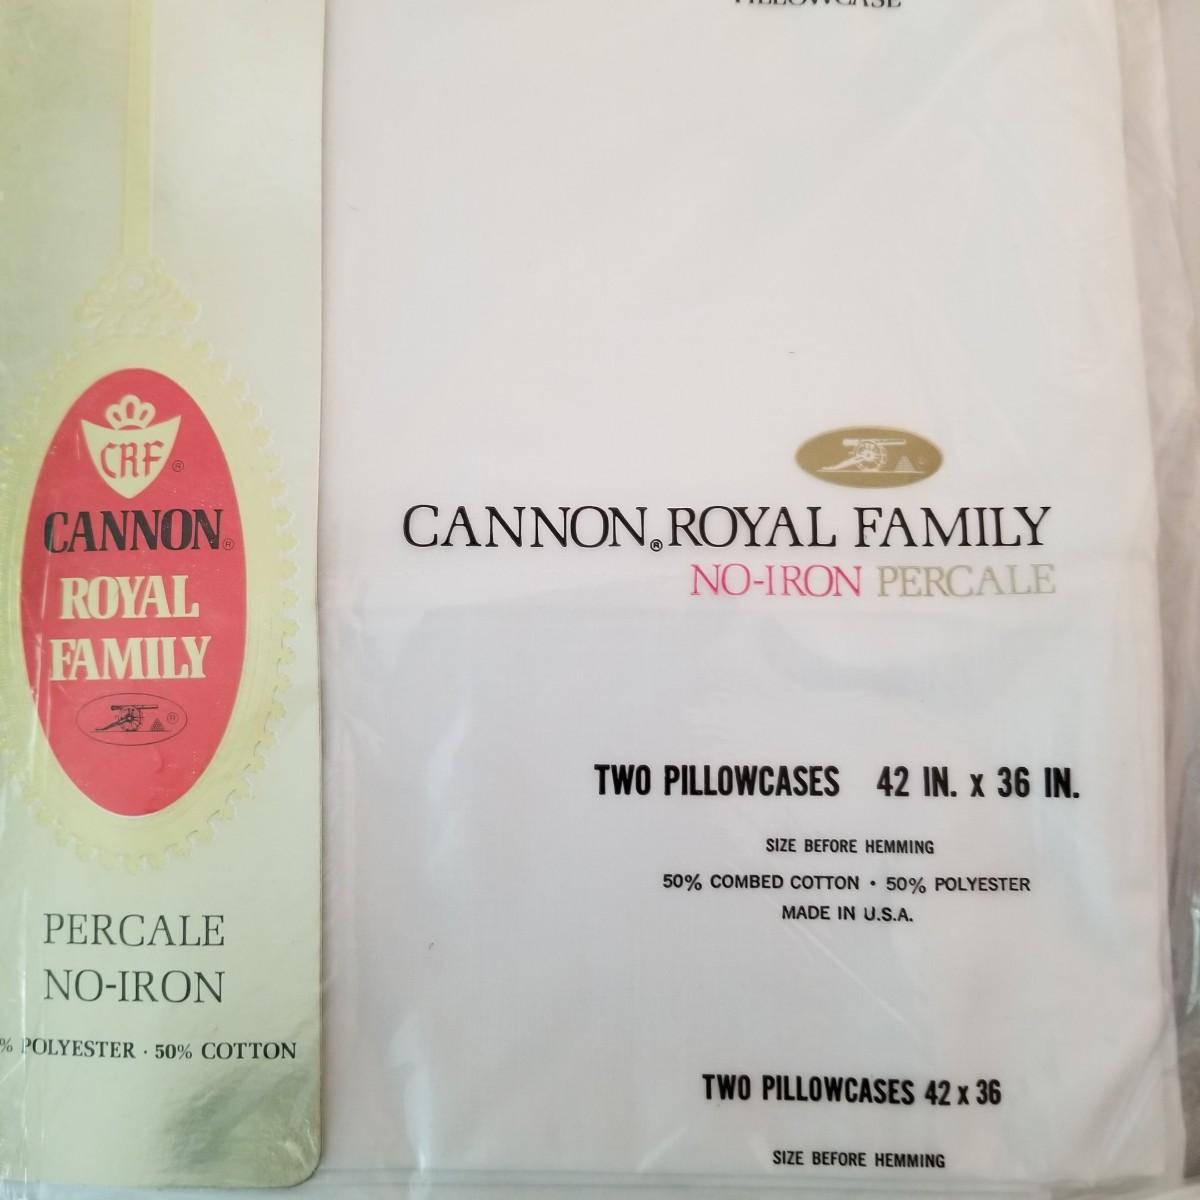 PILLOWCASE
CRF®
CANNON®
ROYAL
FAMILY
®
PERCALE
NO-IRON
% POLYESTER · 50% COTTON
CANNON® ROYAL FAMILY
NO-IRON PERCALE
TWO PILLOWCASES 42 IN. x 36 IN.
SIZE BEFORE HEMMING
50% COMBED COTTON • 50% POLYESTER
MADE IN U.S.A.
TWO PILLOWCASES 42 x 36
SIZE BEFORE HEMMING